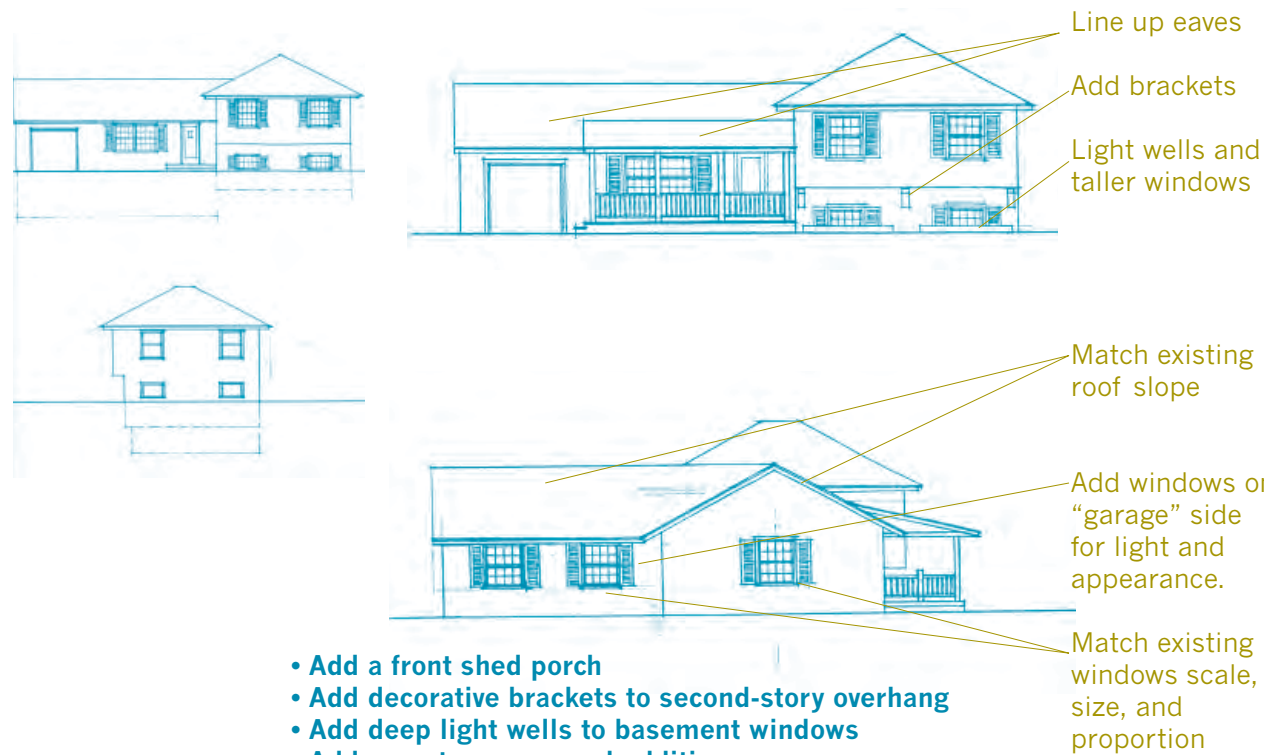 Line up eaves
Add brackets
Light wells and
taller windows
Match existing
roof slope
Add windows on
“garage” side
for light and
appearance.
Match existing
windows scale,
size, and
proportion
• Add a front shed porch
• Add decorative brackets to second-story overhang
• Add deep light wells to basement windows